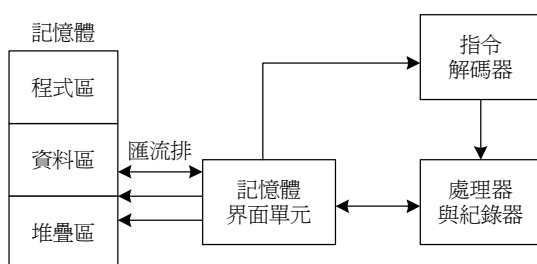 記憶體
程式區
資料區
堆疊區
匯流排
記憶體
界面單元
指令
解碼器
處理器
與紀錄器